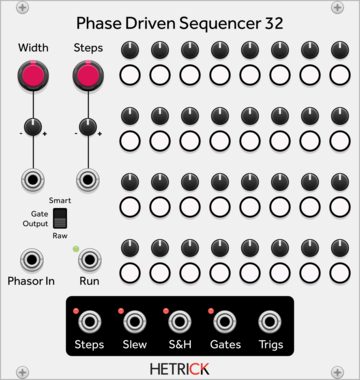 Phase Driven Sequencer 32
Width Steps
- + - +
Smart
Gate
Output
Raw
Phasor In Run
Steps Slew S&H Gates Trigs
HETRICK